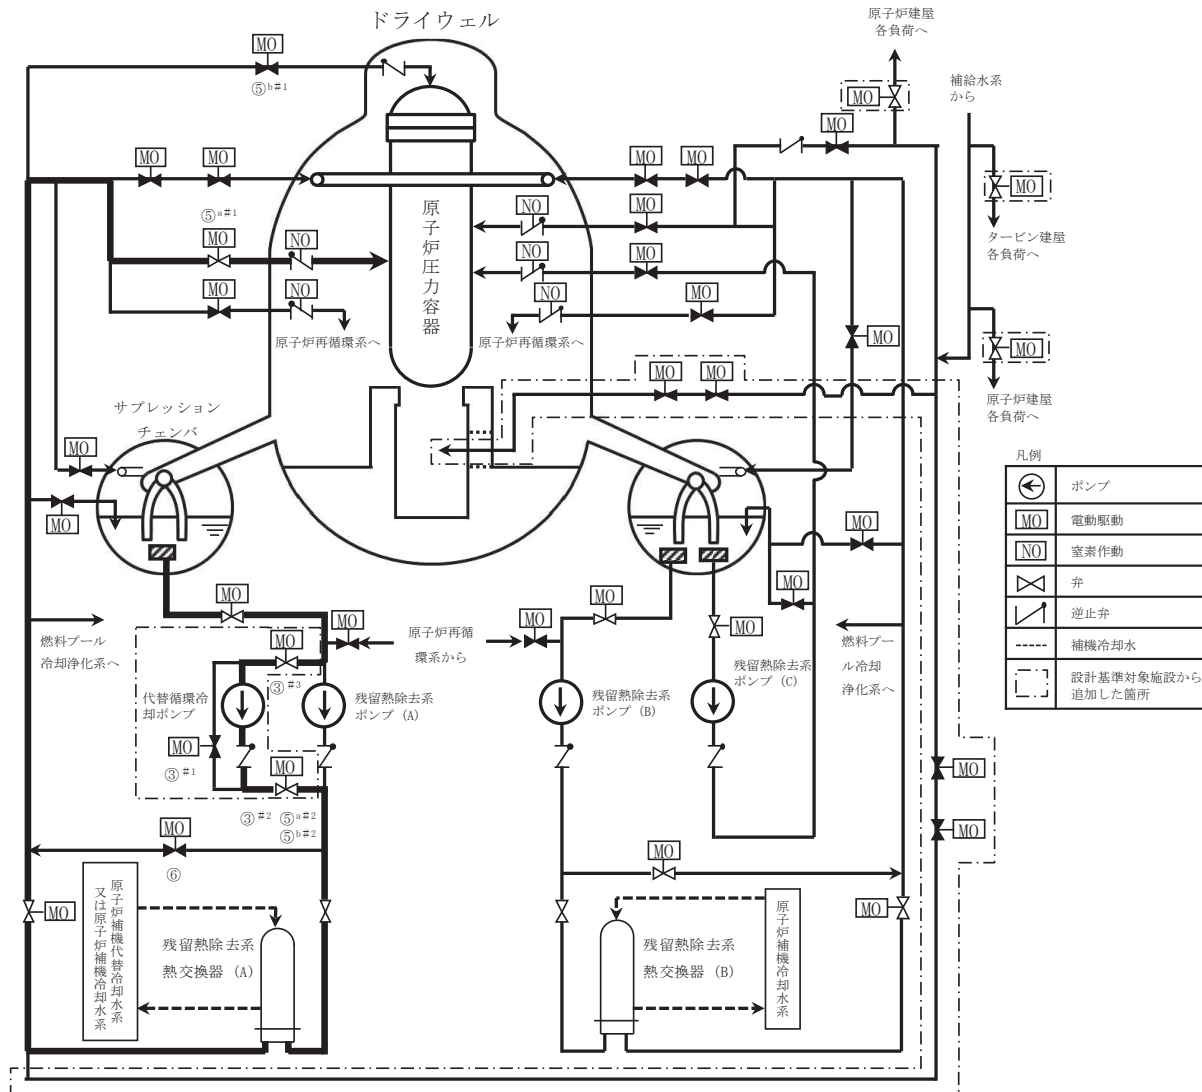 ドライウェル
原子炉建屋
各負荷へ
補給水系
から
MO
⑤b#1
MO
MO
MO
MO
MO
MO
MO
タービン建屋
各負荷へ
⑤a#1
MO
NO
原子炉圧力容器
NO
MO
NO
MO
MO
NO
原子炉再循環系へ
NO
MO
原子炉再循環系へ
MO
MO
原子炉建屋
各負荷へ
サプレッション
チェンバ
MO
MO
MO
MO
凡例
ポンプ
MO
電動駆動
NO
窒素作動
弁
逆止弁
補機冷却水
設計基準対象施設から
追加した箇所
MO
MO
MO
MO
MO
MO
MO
MO
燃料プール
冷却浄化系へ
MO
原子炉再循
環系から
燃料プー
ル冷却
浄化系へ
代替循環冷
却ポンプ
③#3
残留熱除去系
ポンプ (A)
残留熱除去系
ポンプ (B)
残留熱除去系
ポンプ (C)
MO
③#1
MO
③#2
⑤a#2
⑤b#2
MO
MO
MO
⑥
MO
MO
原子炉補機代替冷却水系
又は原子炉補機冷却水系
残留熱除去系
熱交換器 (A)
残留熱除去系
熱交換器 (B)
原子炉補機冷却水系
MO